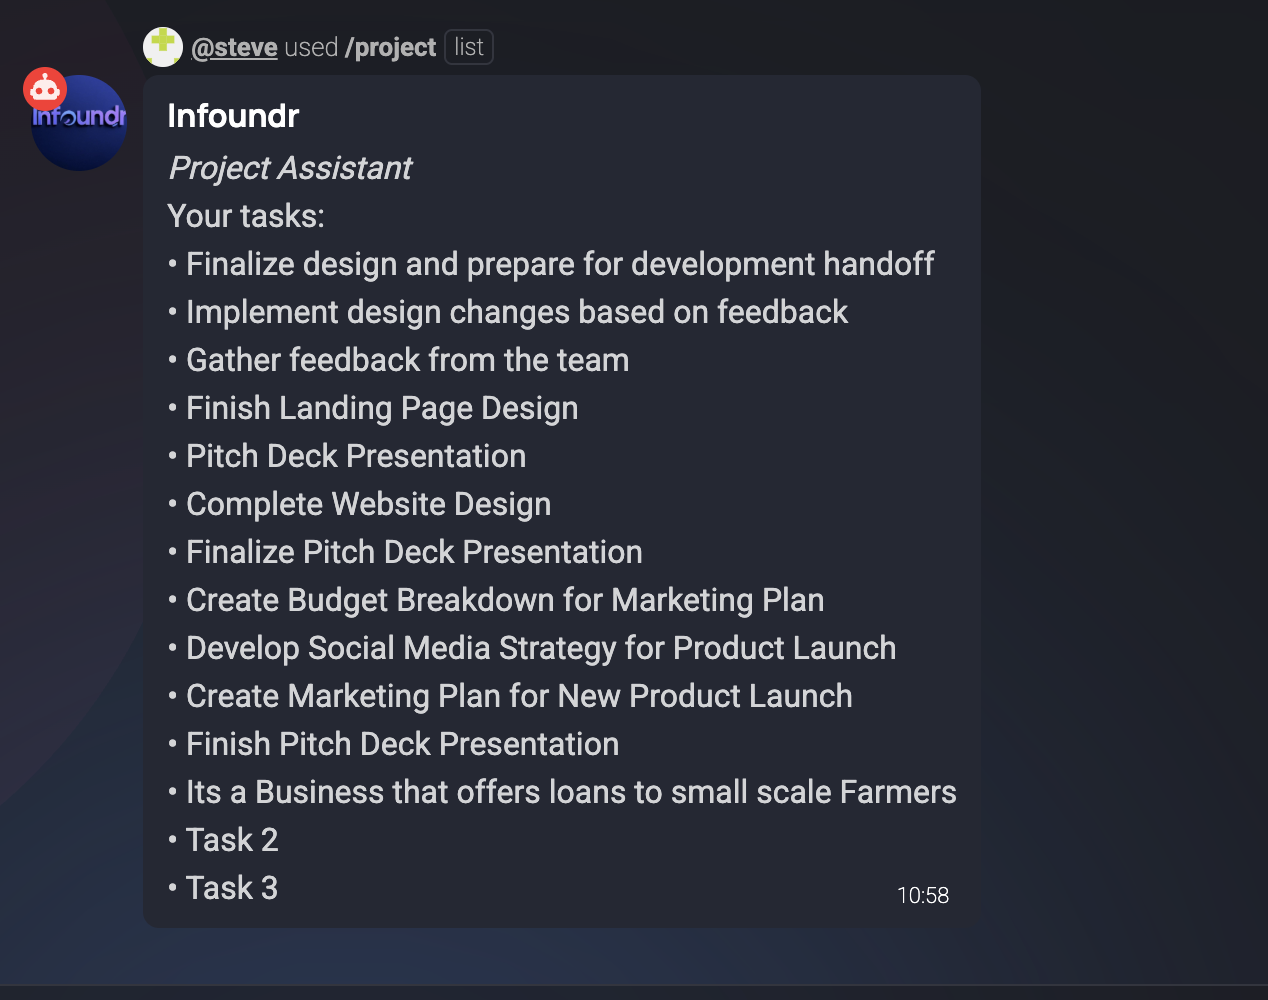 @steve used /project list
Infoundr
Infoundr
Project Assistant
Your tasks:
• Finalize design and prepare for development handoff
• Implement design changes based on feedback
• Gather feedback from the team
• Finish Landing Page Design
• Pitch Deck Presentation
• Complete Website Design
• Finalize Pitch Deck Presentation
• Create Budget Breakdown for Marketing Plan
• Develop Social Media Strategy for Product Launch
• Create Marketing Plan for New Product Launch
• Finish Pitch Deck Presentation
• Its a Business that offers loans to small scale Farmers
• Task 2
• Task 3
10:58